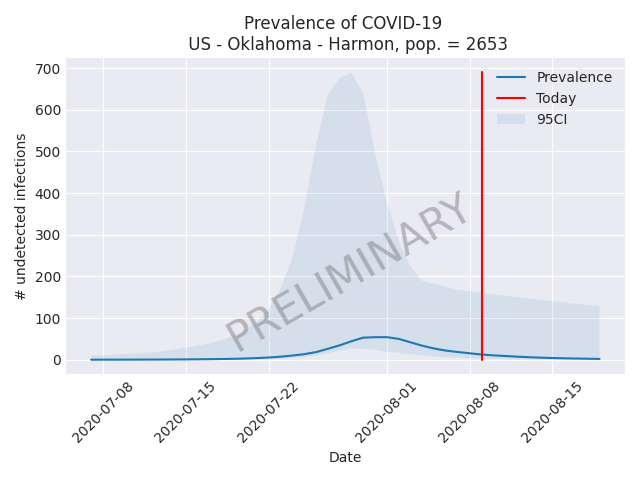 Prevalence of COVID-19
US - Oklahoma - Harmon, pop. = 2653
# undetected infections
700
600
500
400
300
200
100
0
Prevalence
Today
95CI
PRELIMINARY
2020-07-08
2020-07-15
2020-07-22
2020-08-01
2020-08-08
2020-08-15
Date